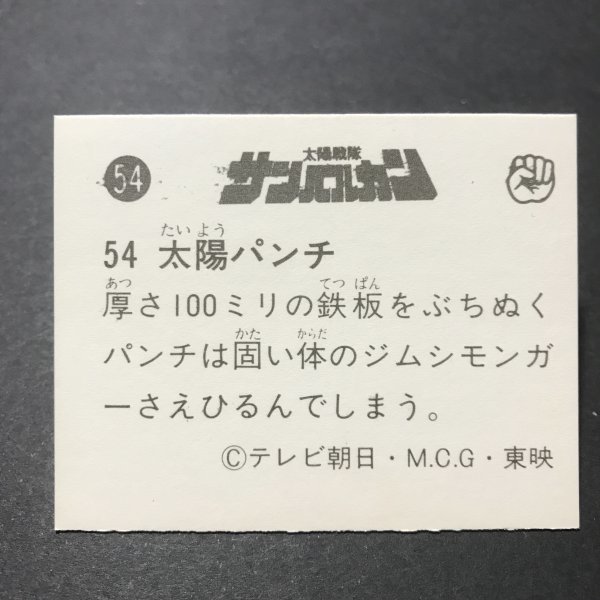 54
太陽戦隊
サンバルカン
たいよう
54 太陽パンチ
あつ てつ ぱん
厚さ100ミリの鉄板をぶちぬく
かた からだ
パンチは固い体のジムシモンガ
ーさえひるんでしまう。
©テレビ朝日・M.C.G・東映